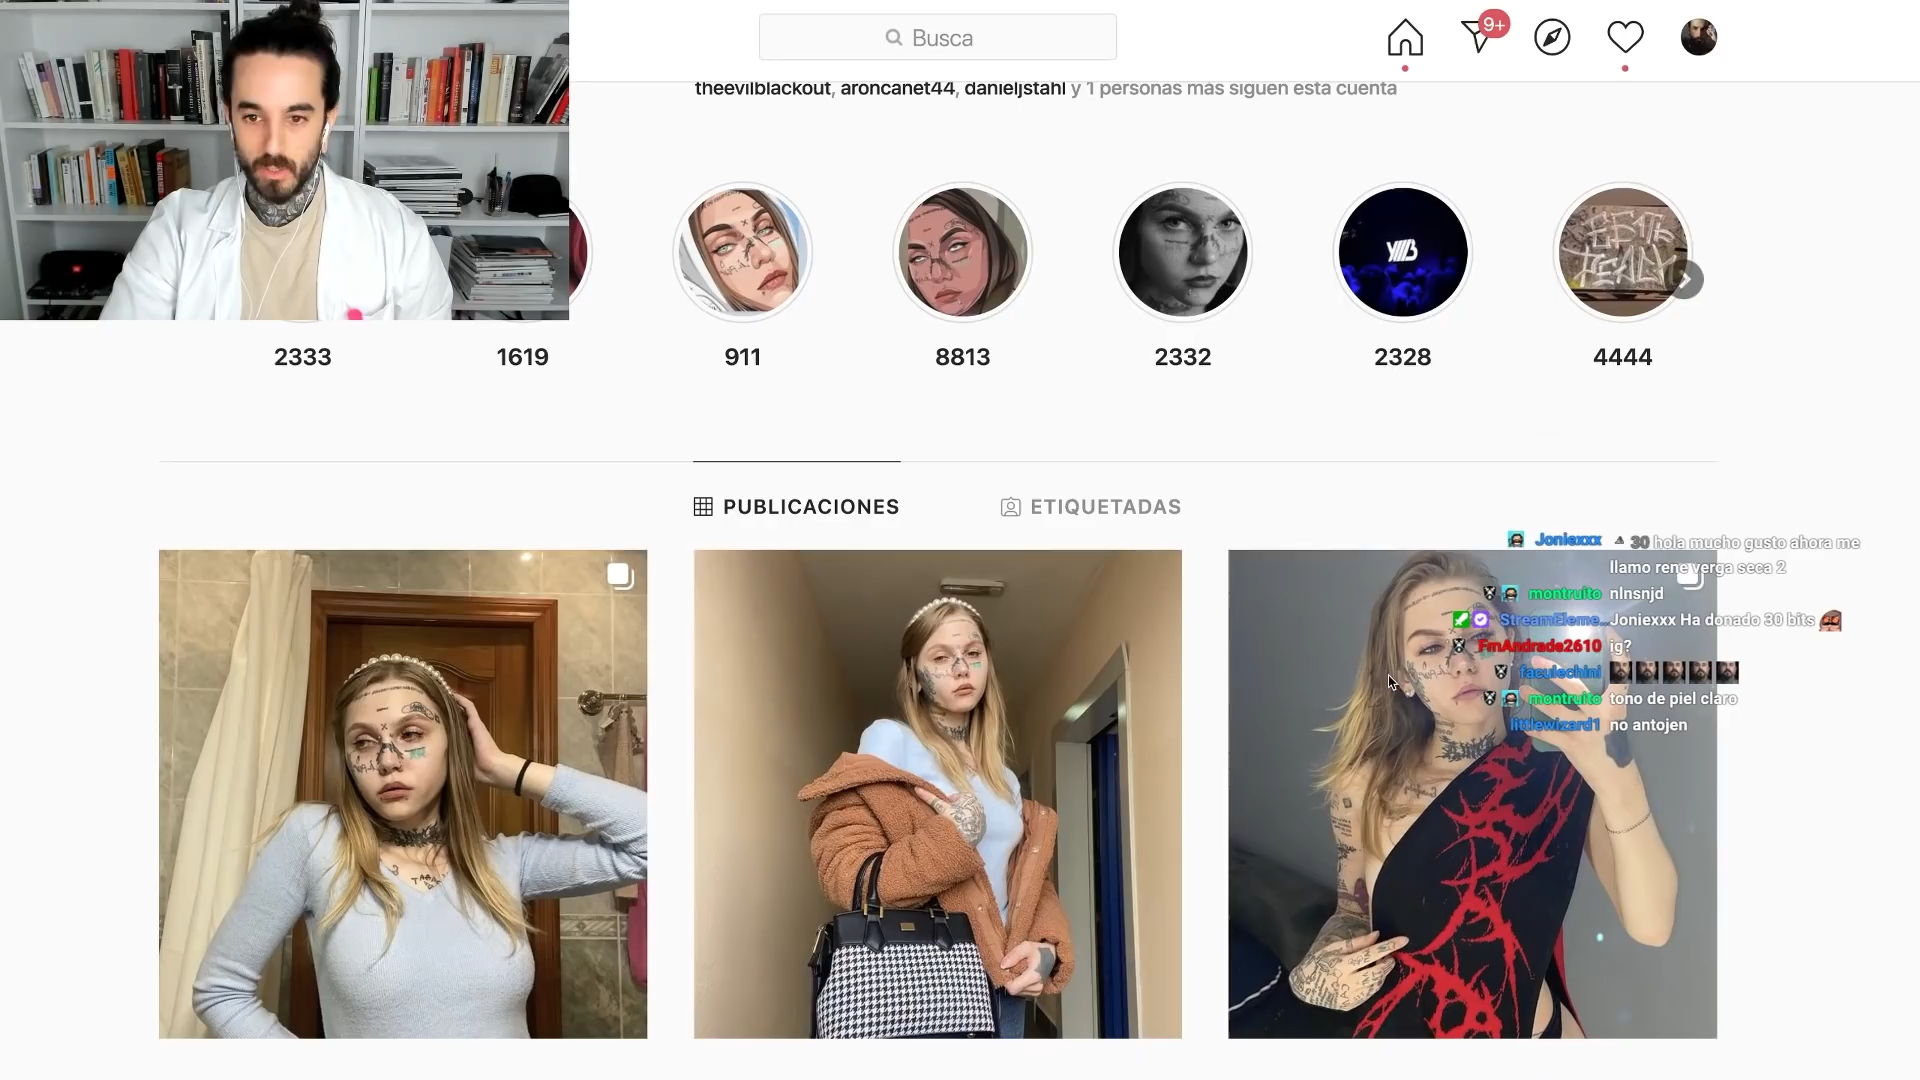 Busca
9+
theevilblackout, aroncanet44, danieljstahl y 1 personas más siguen esta cuenta
2333
1619
911
8813
2332
2328
4444
PUBLICACIONES
ETIQUETADAS
Joniexxx 30 hola mucho gusto ahora me
llamo rene verga seca 2
montruito nlnsnjd
StreamEleme... Joniexxx Ha donado 30 bits
FmAndrade2610 ig?
faculechini
montruito tono de piel claro
littlewizard1 no antojen